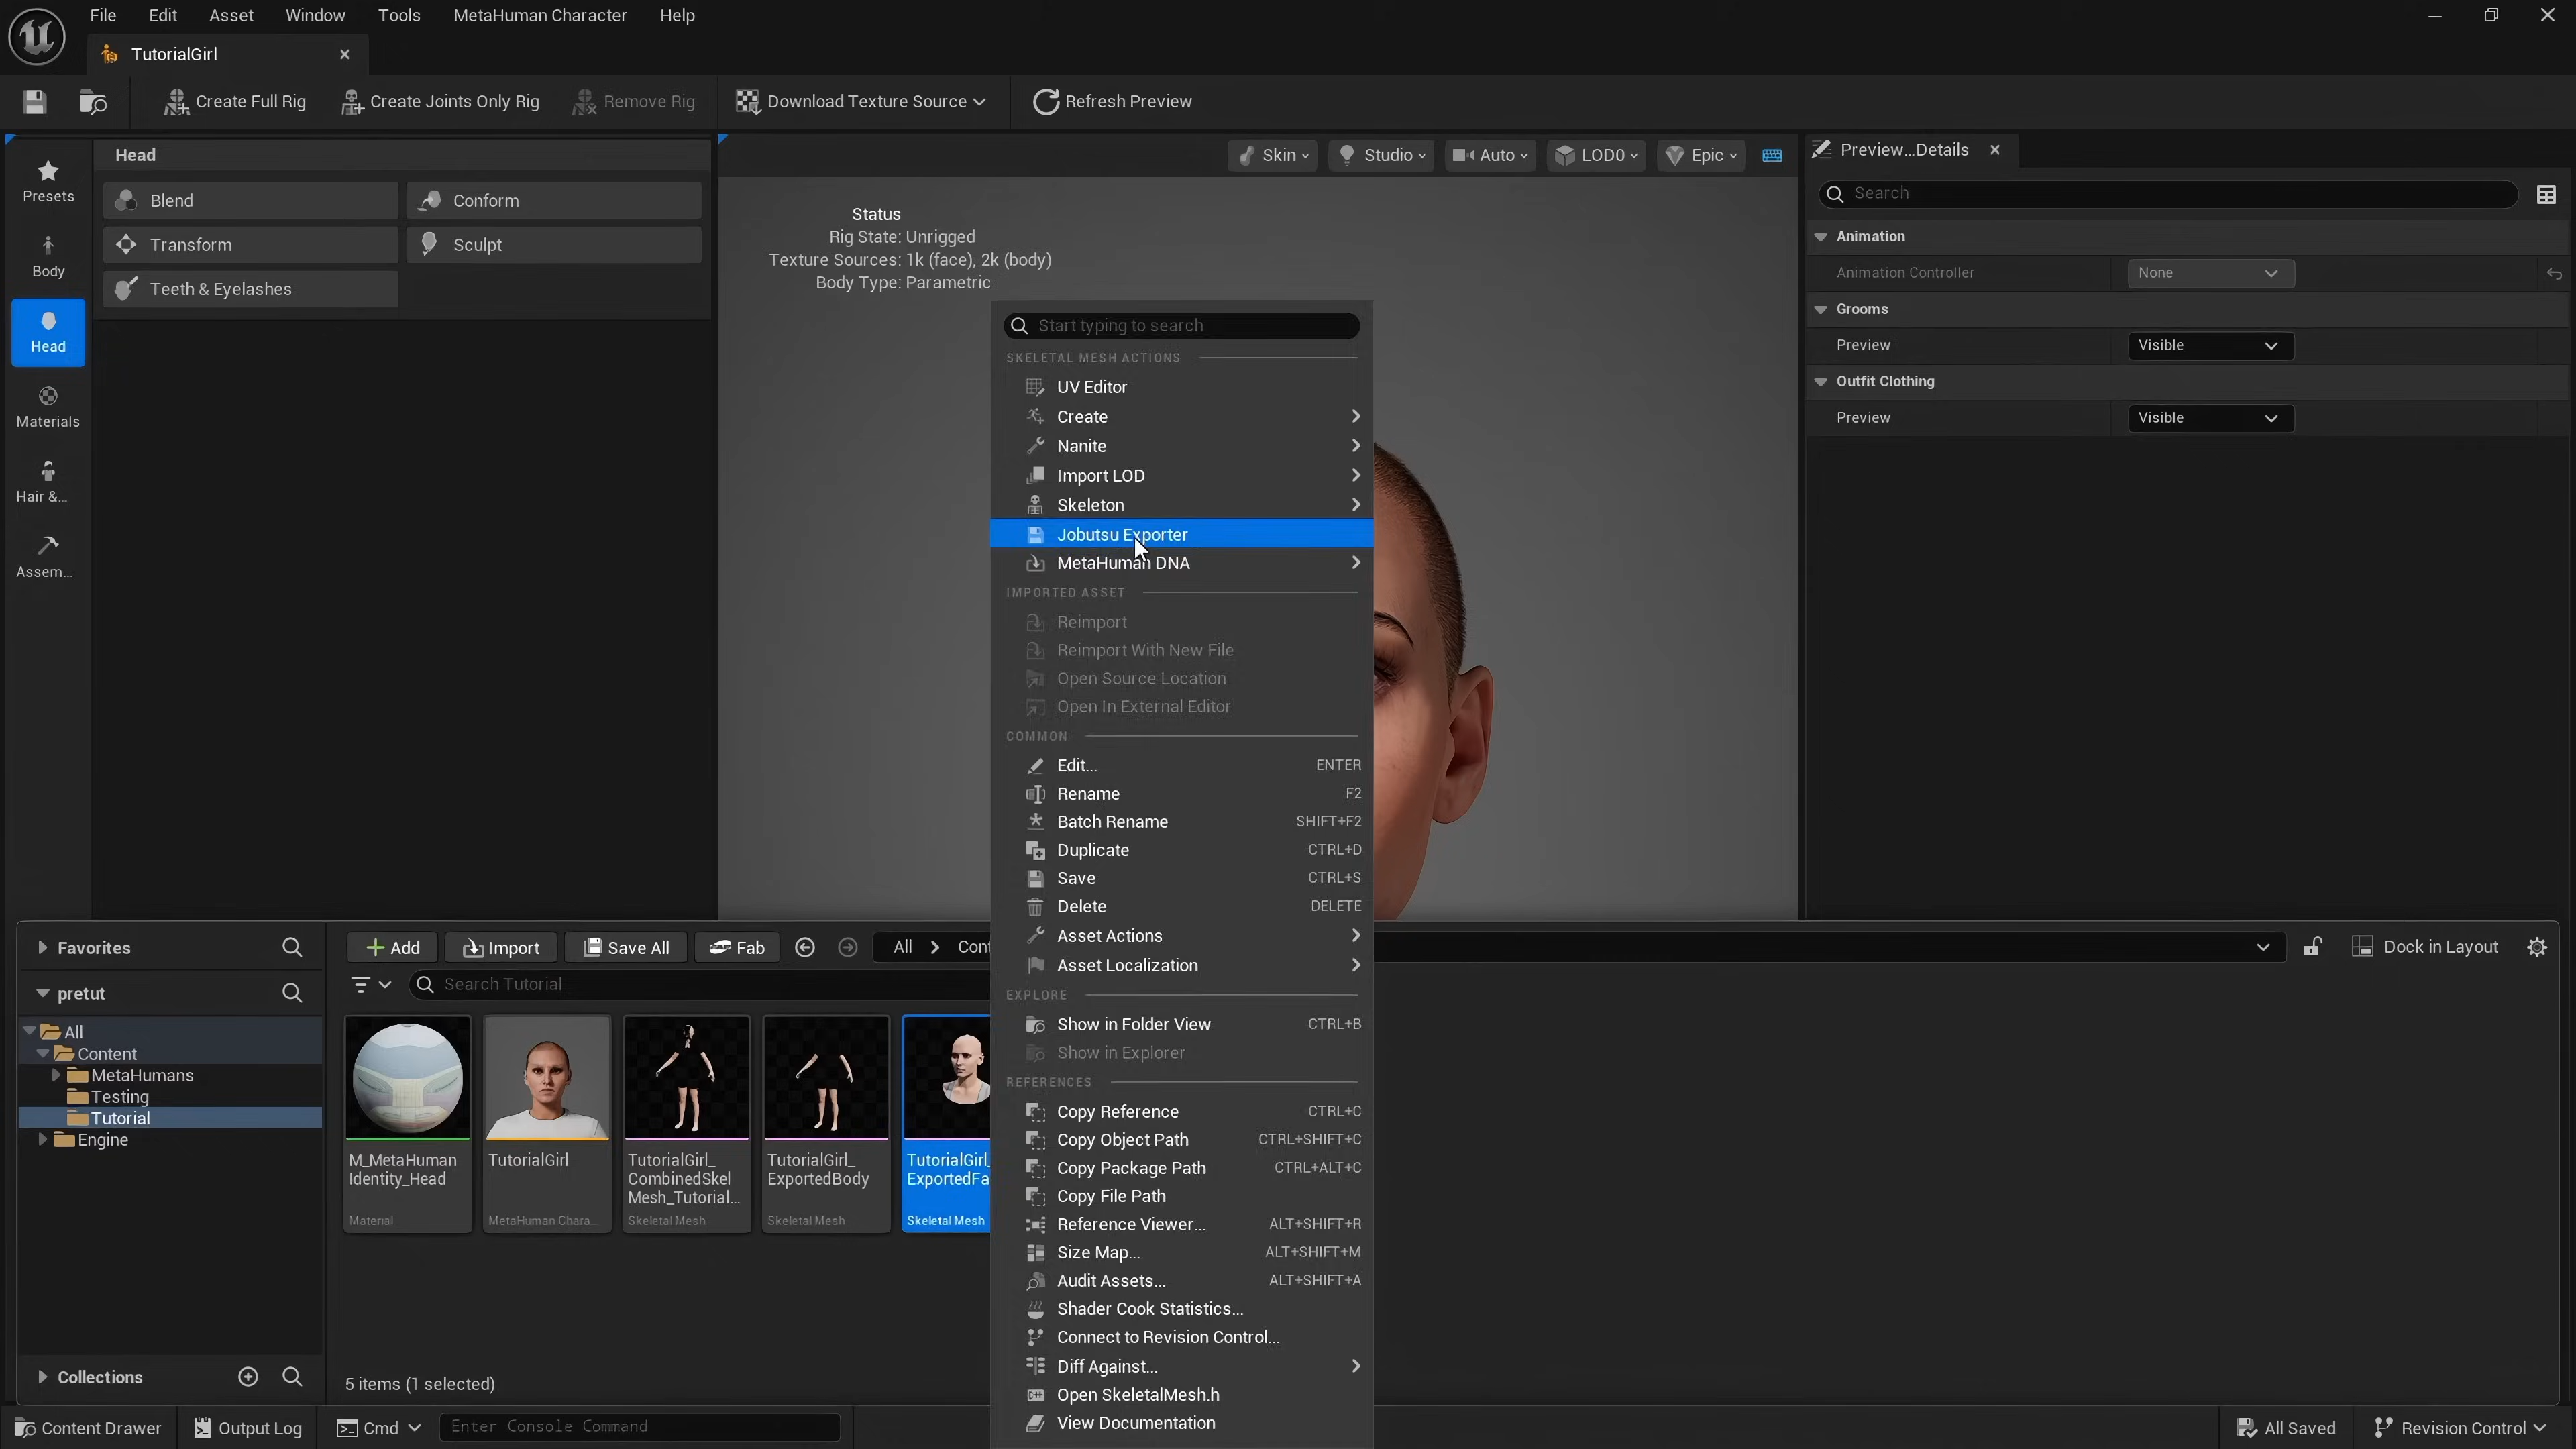 File Edit Asset Window Tools MetaHuman Character Help
TutorialGirl
Create Full Rig Create Joints Only Rig Remove Rig Download Texture Source Refresh Preview
Presets
Body
Head
Materials
Hair &...
Assem...
Head
Blend Conform
Transform Sculpt
Teeth & Eyelashes
Skin Studio Auto LOD0 Epic
Status
Rig State: Unrigged
Texture Sources: 1k (face), 2k (body)
Body Type: Parametric
Preview...Details
Search
Animation
Animation Controller None
Grooms
Preview Visible
Outfit Clothing
Preview Visible
Start typing to search
SKELETAL MESH ACTIONS
UV Editor
Create
Nanite
Import LOD
Skeleton
Jobutsu Exporter
MetaHuman DNA
IMPORTED ASSET
Reimport
Reimport With New File
Open Source Location
Open In External Editor
COMMON
Edit... ENTER
Rename F2
Batch Rename SHIFT+F2
Duplicate CTRL+D
Save CTRL+S
Delete DELETE
Asset Actions
Asset Localization
EXPLORE
Show in Folder View CTRL+B
Show in Explorer
REFERENCES
Copy Reference CTRL+C
Copy Object Path CTRL+SHIFT+C
Copy Package Path CTRL+ALT+C
Copy File Path
Reference Viewer... ALT+SHIFT+R
Size Map... ALT+SHIFT+M
Audit Assets... ALT+SHIFT+A
Shader Cook Statistics...
Connect to Revision Control...
Diff Against...
Open SkeletalMesh.h
View Documentation
Favorites
pretut
All
Content
MetaHumans
Testing
Tutorial
Engine
Collections
Add Import Save All Fab All Cont
Dock in Layout
Search Tutorial
M_MetaHuman
Identity_Head
Material
TutorialGirl
MetaHuman Chara...
TutorialGirl_
CombinedSkel
Mesh_Tutorial...
Skeletal Mesh
TutorialGirl_
ExportedBody
Skeletal Mesh
TutorialGirl_
ExportedFa
Skeletal Mesh
5 items (1 selected)
Content Drawer Output Log Cmd Enter Console Command All Saved Revision Control